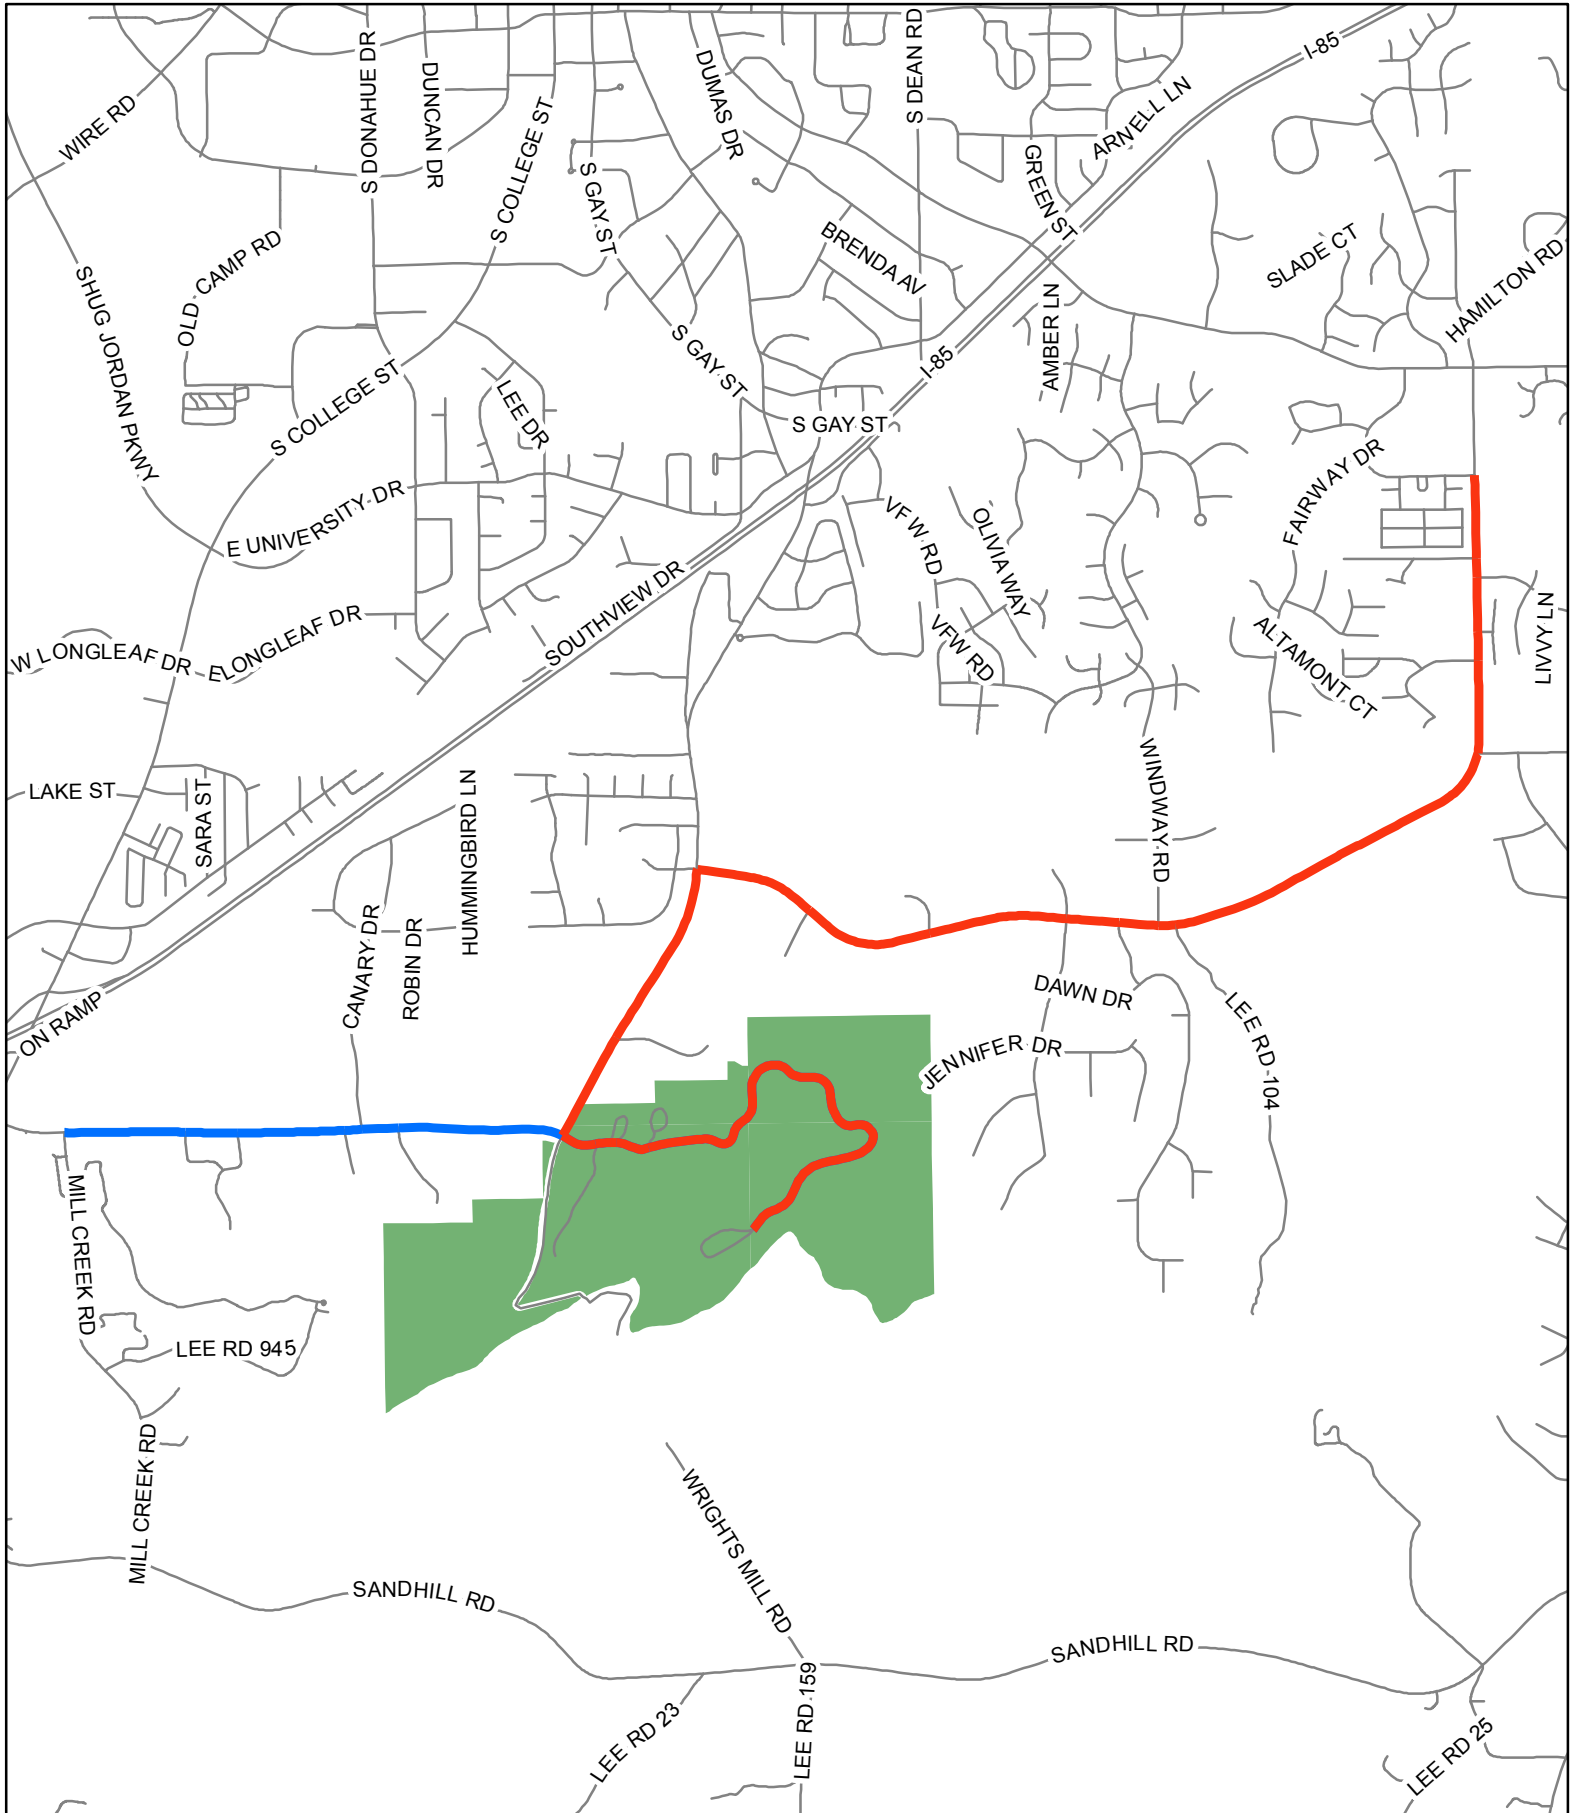 I-85
S DEAN RD
S DONAHUE DR
DUNCAN DR
DUMAS DR
WIRE RD
ARNELL LN
S COLLEGE ST
S GAY ST
GREEN ST
BRENDA AV
SLADE CT
HAMILTON RD
OLD CAMP RD
SHUG JORDAN PKWY
AMBER LN
S GAY ST
I-85
S COLLEGE ST
LEE DR
S GAY ST
FAIRWAY DR
E UNIVERSITY DR
VFW RD
OLIVIA WAY
SOUTHVIEW DR
LIVVY LN
E LONGLEAF DR
W LONGLEAF DR
VFW RD
ALTAMONT CT
LAKE ST
SARA ST
HUMMINGBIRD LN
WINDWAY RD
CANARY DR
ROBIN DR
ON RAMP
DAWN DR
LEE RD 104
JENNIFER DR
MILL CREEK RD
LEE RD 945
MILL CREEK RD
WRIGHTS MILL RD
SANDHILL RD
SANDHILL RD
LEE RD 23
LEE RD 159
LEE RD 25